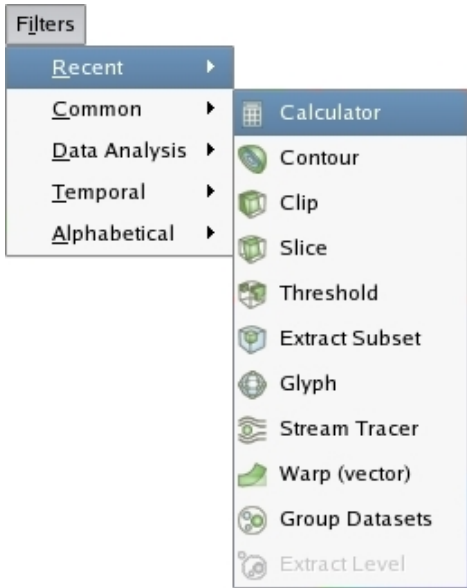 Filters
Recent
Common
Data Analysis
Temporal
Alphabetical
Calculator
Contour
Clip
Slice
Threshold
Extract Subset
Glyph
Stream Tracer
Warp (vector)
Group Datasets
Extract Level